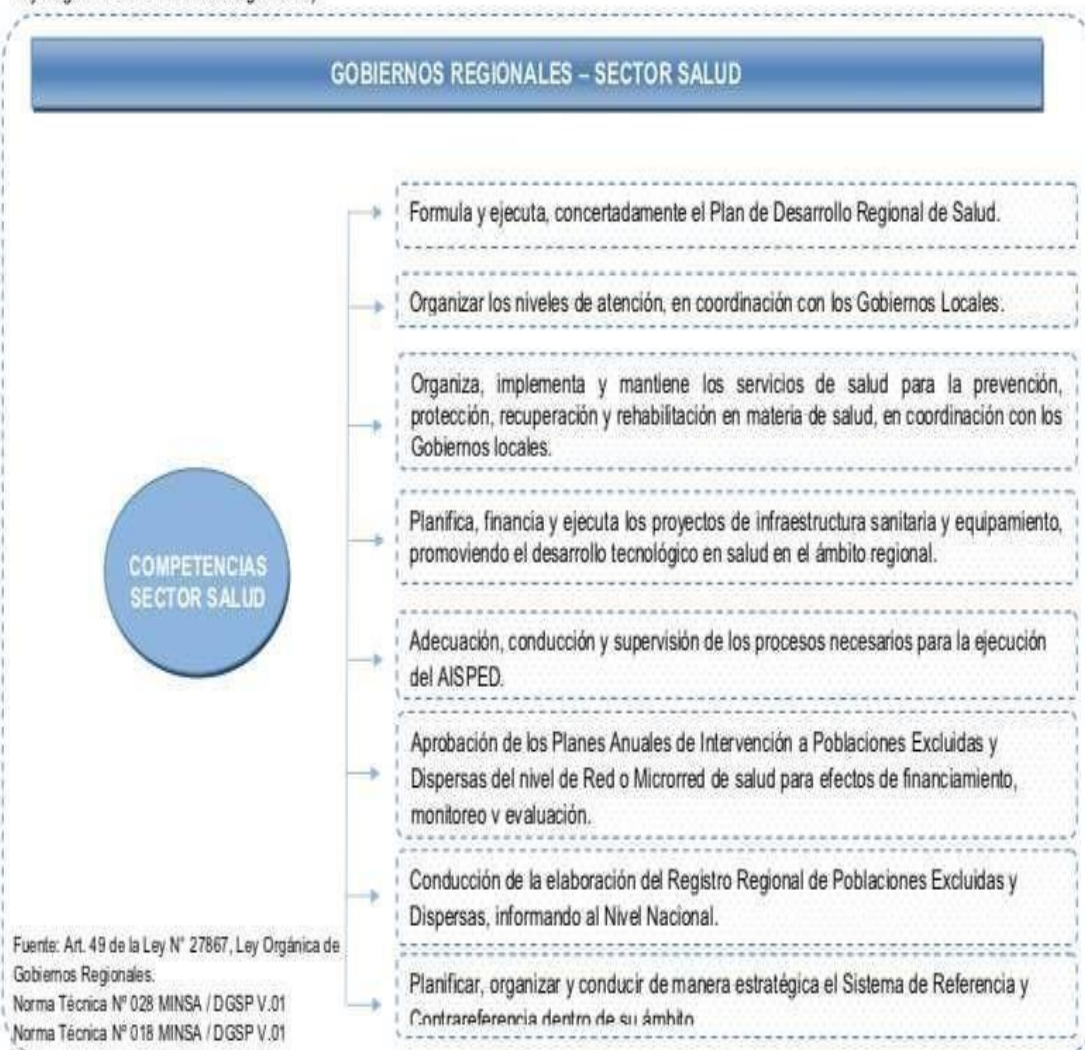 GOBIERNOS REGIONALES – SECTOR SALUD
Formula y ejecuta, concertadamente el Plan de Desarrollo Regional de Salud.
Organizar los niveles de atención, en coordinación con los Gobiernos Locales.
Organiza, implementa y mantiene los servicios de salud para la prevención,
protección, recuperación y rehabilitación en materia de salud, en coordinación con los
Gobiernos locales.
Planifica, financia y ejecuta los proyectos de infraestructura sanitaria y equipamiento,
promoviendo el desarrollo tecnológico en salud en el ámbito regional.
COMPETENCIAS
SECTOR SALUD
Adecuación, conducción y supervisión de los procesos necesarios para la ejecución
del AISPED.
Aprobación de los Planes Anuales de Intervención a Poblaciones Excluidas y
Dispersas del nivel de Red o Microrred de salud para efectos de financiamiento,
monitoreo y evaluación.
Conducción de la elaboración del Registro Regional de Poblaciones Excluidas y
Dispersas, informando al Nivel Nacional.
Planificar, organizar y conducir de manera estratégica el Sistema de Referencia y
Contrareferencia dentro de su ámbito
Fuente: Art. 49 de la Ley N° 27867, Ley Orgánica de
Gobiernos Regionales.
Norma Técnica Nº 028 MINSA / DGSP V.01
Norma Técnica Nº 018 MINSA / DGSP V.01